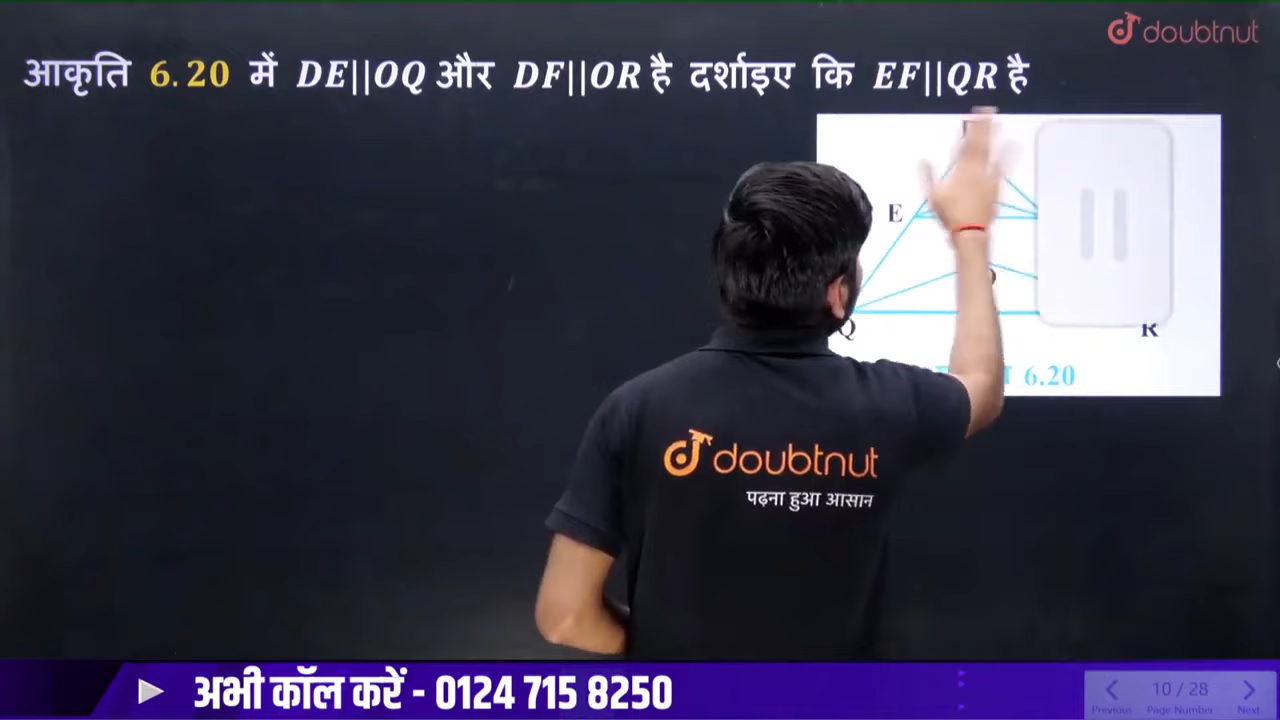 doubtnut
आकृति 6.20 में DE||OQ और DF||OR है दर्शाइए कि EF||QR है
E
Q
R
6.20
doubtnut
पढ़ना हुआ आसान
अभी कॉल करें - 0124 715 8250
10 / 28
Previous Page Number Next